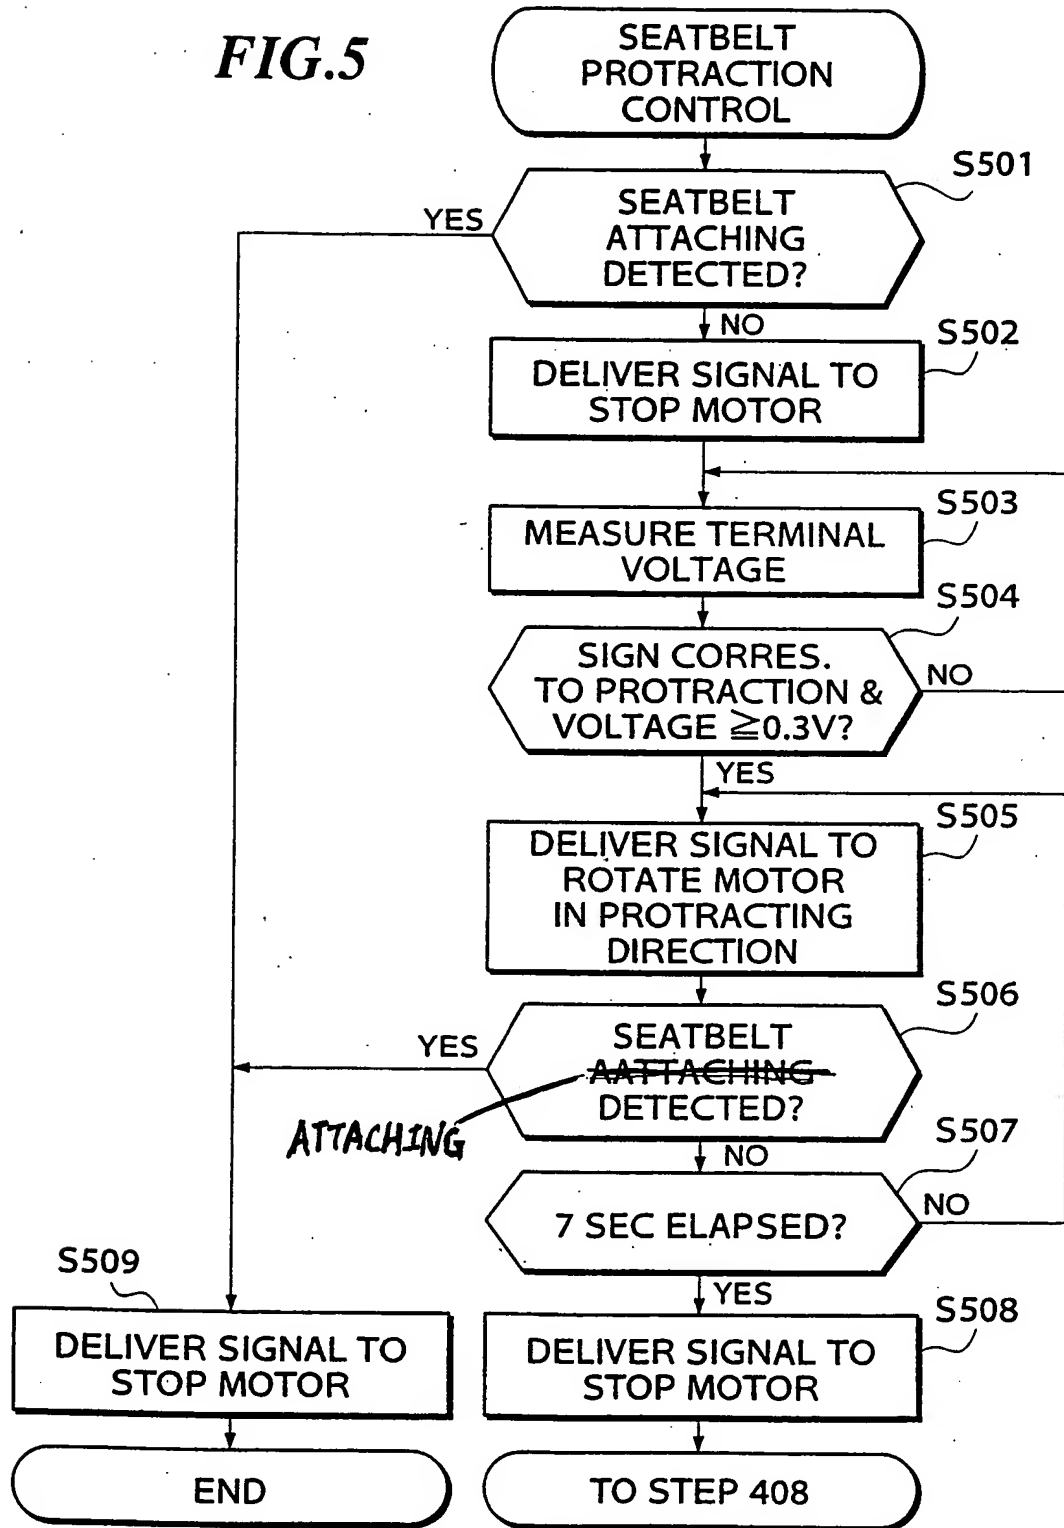 FIG.5
SEATBELT
PROTRACTION
CONTROL
S501
YES
SEATBELT
ATTACHING
DETECTED?
NO
S502
DELIVER SIGNAL TO
STOP MOTOR
S503
MEASURE TERMINAL
VOLTAGE
S504
SIGN CORRES.
TO PROTRACTION &
VOLTAGE ≧0.3V?
NO
YES
S505
DELIVER SIGNAL TO
ROTATE MOTOR
IN PROTRACTING
DIRECTION
S506
YES
SEATBELT
AATTACHING
DETECTED?
ATTACHING
NO
S507
7 SEC ELAPSED?
NO
YES
S509
DELIVER SIGNAL TO
STOP MOTOR
END
S508
DELIVER SIGNAL TO
STOP MOTOR
TO STEP 408